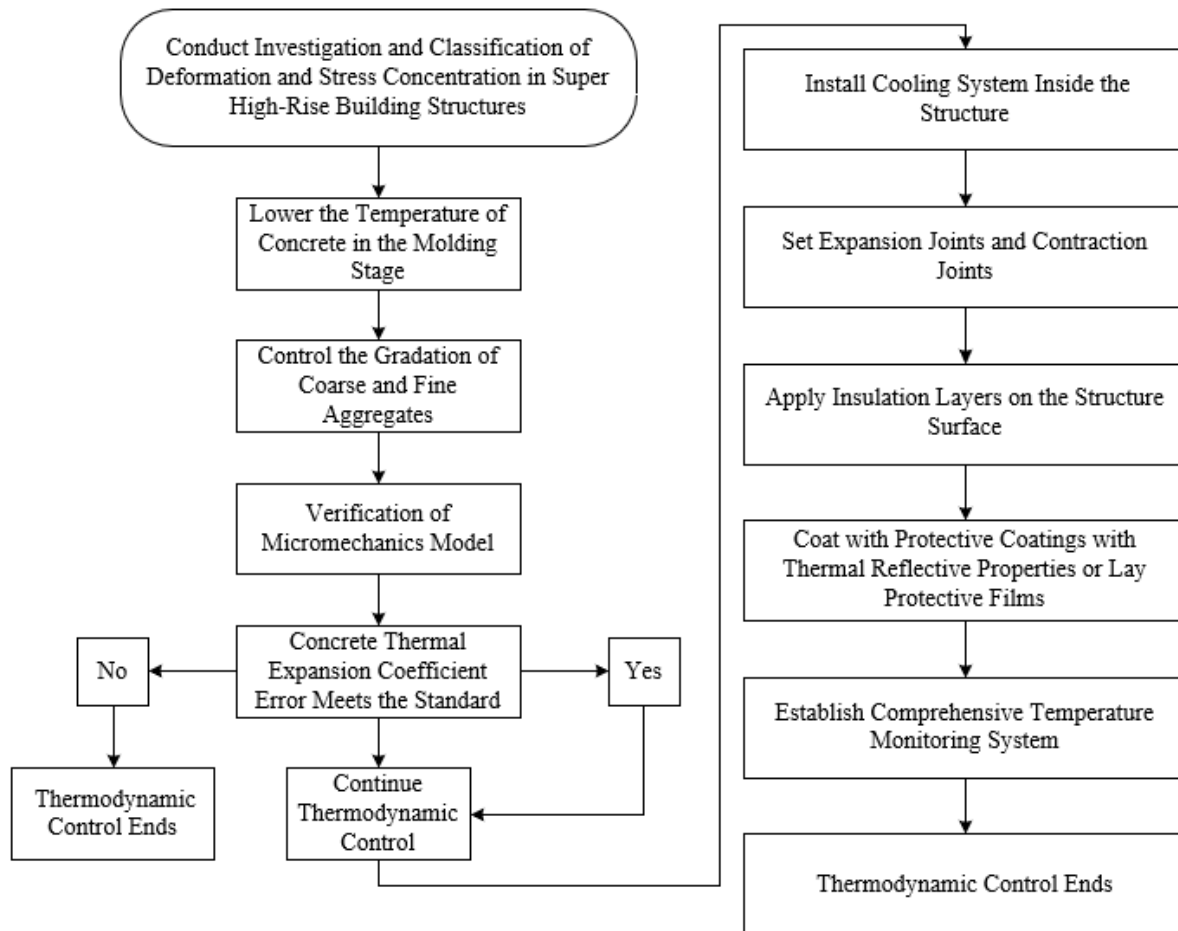 Conduct Investigation and Classification of
Deformation and Stress Concentration in Super
High-Rise Building Structures
Lower the Temperature of
Concrete in the Molding
Stage
Control the Gradation of
Coarse and Fine
Aggregates
Verification of
Micromechanics Model
Concrete Thermal
Expansion Coefficient
Error Meets the Standard
No
Yes
Thermodynamic
Control Ends
Continue
Thermodynamic
Control
Install Cooling System Inside the
Structure
Set Expansion Joints and Contraction
Joints
Apply Insulation Layers on the Structure
Surface
Coat with Protective Coatings with
Thermal Reflective Properties or Lay
Protective Films
Establish Comprehensive Temperature
Monitoring System
Thermodynamic Control Ends